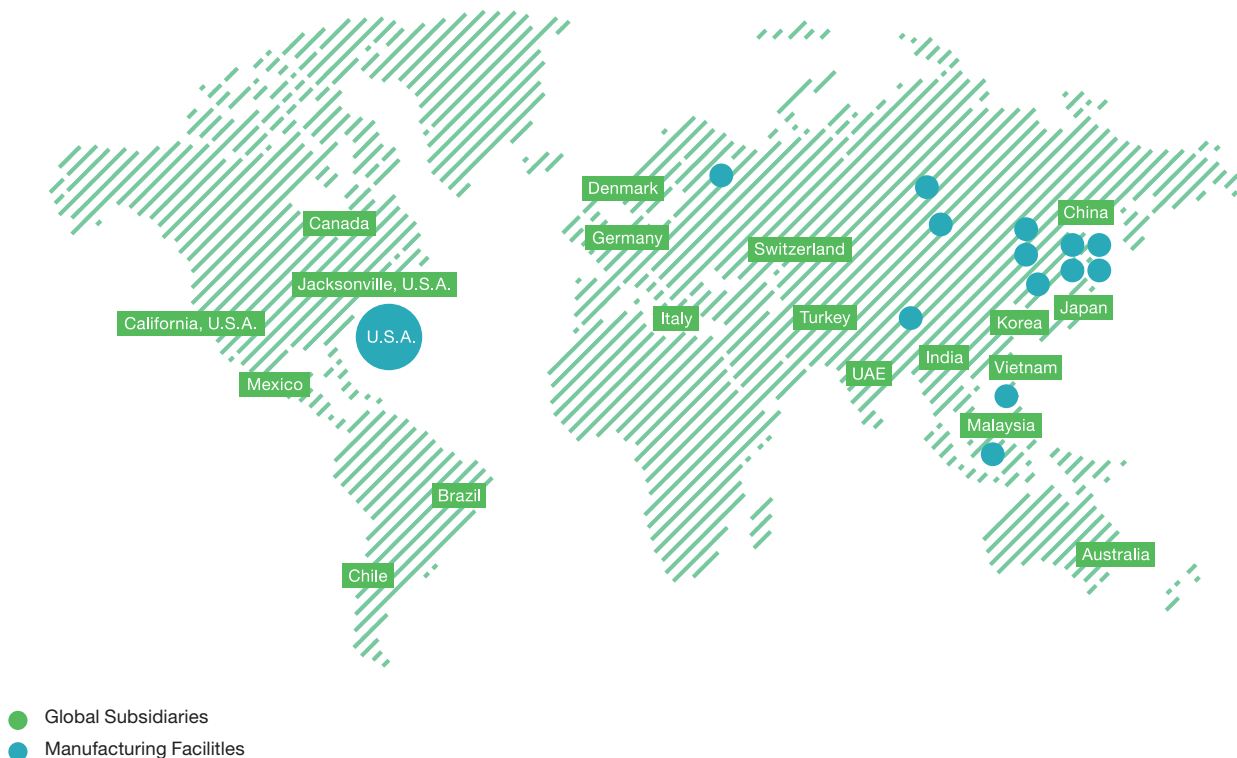 Denmark
China
Canada
Germany
Switzerland
Jacksonville, U.S.A.
California, U.S.A.
U.S.A.
Italy
Turkey
Korea
Japan
Mexico
UAE
India
Vietnam
Malaysia
Brazil
Australia
Chile
Global Subsidiaries
Manufacturing Facilitles